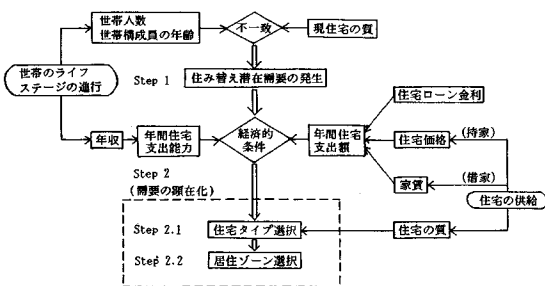 世帯人数
世帯構成員の年齢
不一致
現住宅の質
世帯のライフ
ステージの進行
Step 1
住み替え潜在需要の発生
住宅ローン金利
年収
年間住宅
支出能力
経済的
条件
年間住宅
支出額
住宅価格
(持家)
Step 2
(需要の顕在化)
家賃
(借家)
住宅の供給
Step 2.1
住宅タイプ選択
住宅の質
Step 2.2
居住ゾーン選択